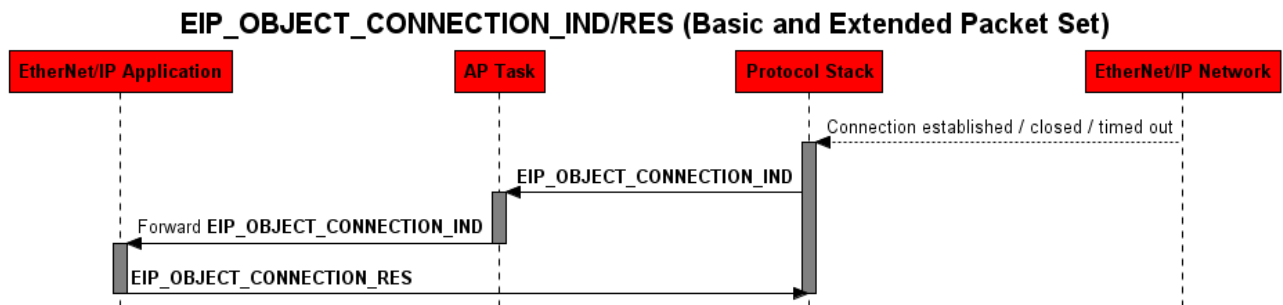 EIP_OBJECT_CONNECTION_IND/RES (Basic and Extended Packet Set)
EtherNet/IP Application
AP Task
Protocol Stack
EtherNet/IP Network
Connection established / closed / timed out
EIP_OBJECT_CONNECTION_IND
Forward EIP_OBJECT_CONNECTION_IND
EIP_OBJECT_CONNECTION_RES